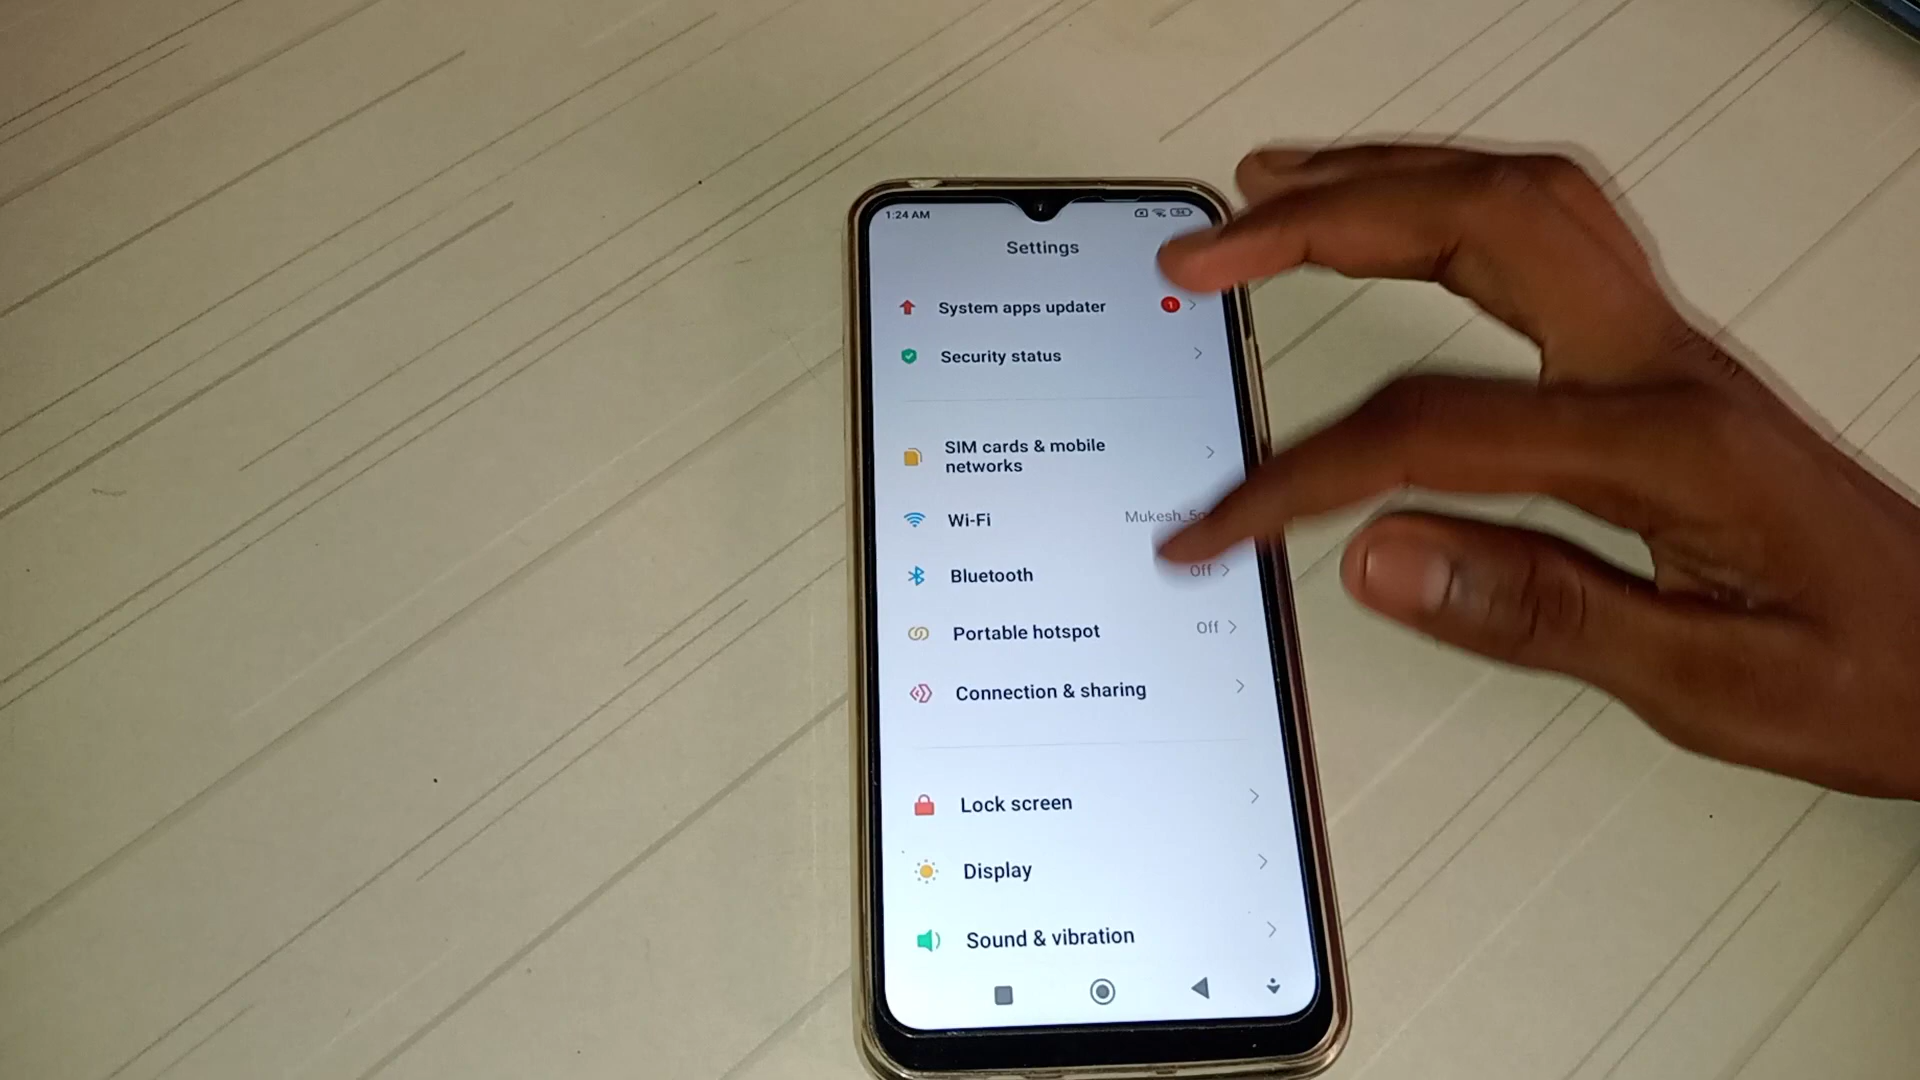 1:24 AM
Settings
System apps updater
1
Security status
SIM cards & mobile
networks
Wi-Fi
Bluetooth
Off
Portable hotspot
Off
Connection & sharing
Lock screen
Display
Sound & vibration